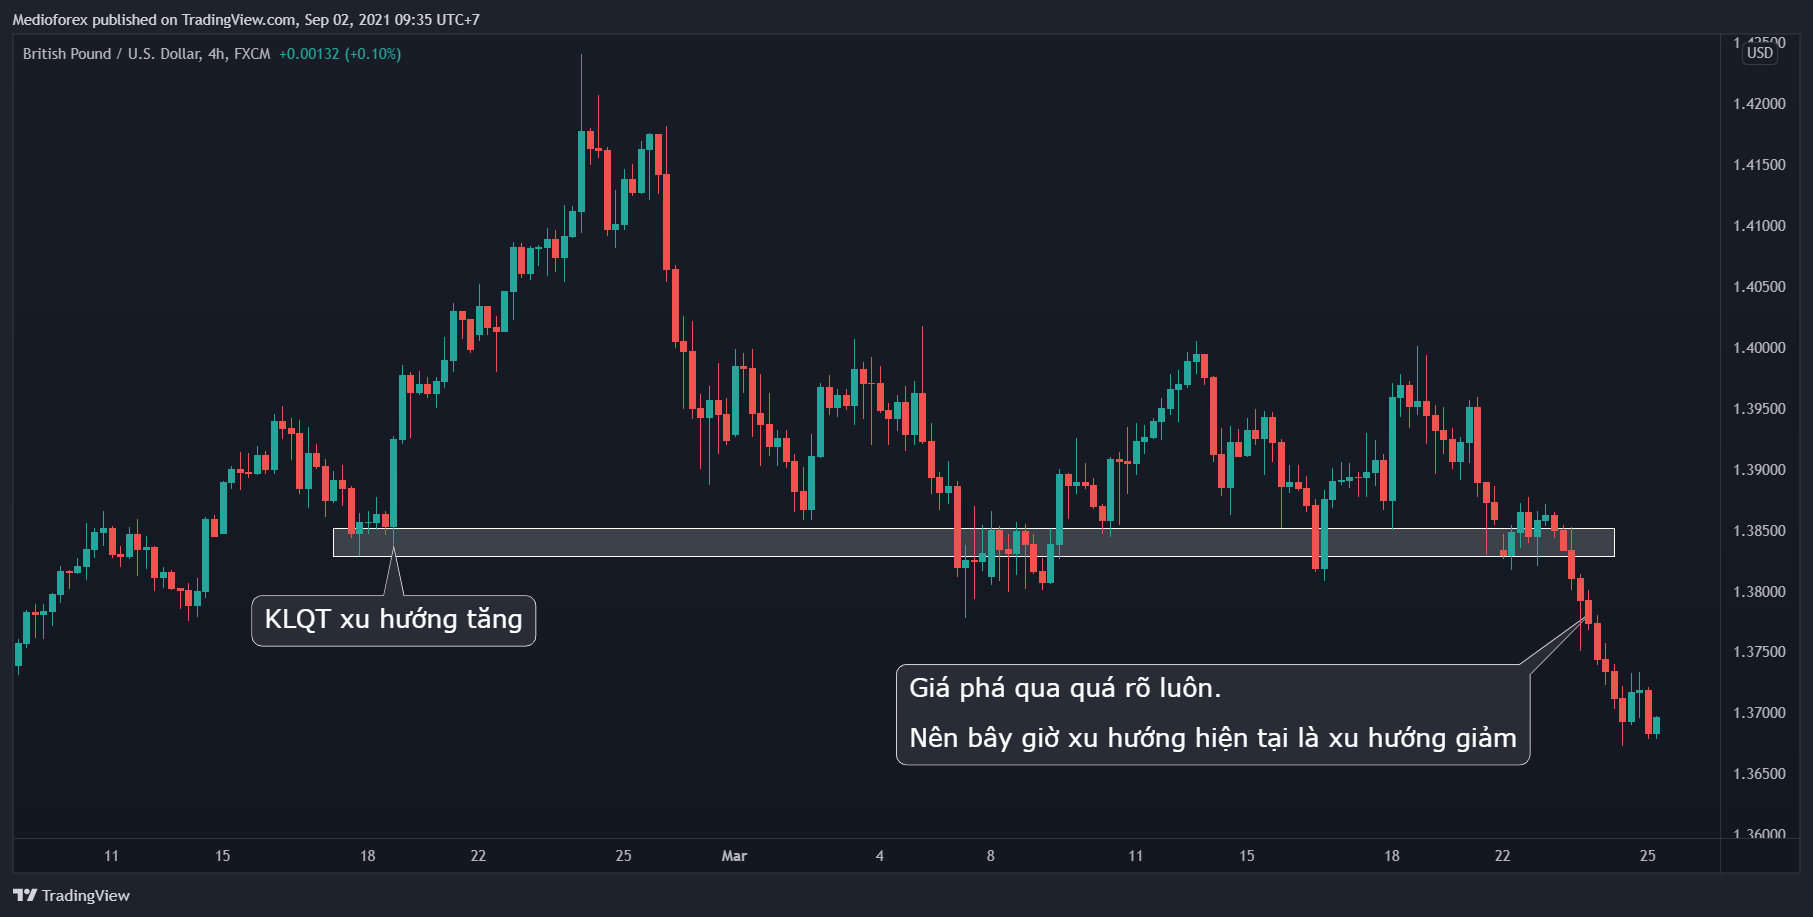 Medioforex published on TradingView.com, Sep 02, 2021 09:35 UTC+7
British Pound / U.S. Dollar, 4h, FXCM +0.00132 (+0.10%)
1.42500
USD
1.42000
1.41500
1.41000
1.40500
1.40000
1.39500
1.39000
1.38500
1.38000
1.37500
1.37000
1.36500
1.36000
KLQT xu hướng tăng
Giá phá qua quá rõ luôn.
Nên bây giờ xu hướng hiện tại là xu hướng giảm
11 15 18 22 25 Mar 4 8 11 15 18 22 25
TradingView